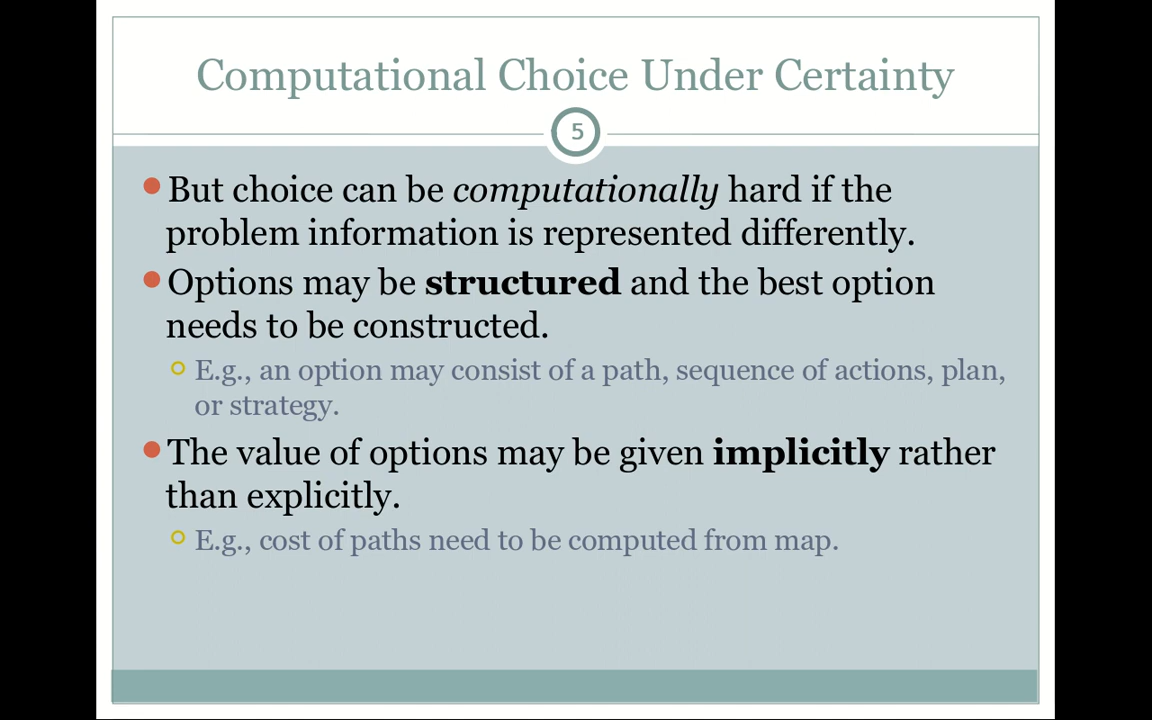 Computational Choice Under Certainty
5
But choice can be computationally hard if the
problem information is represented differently.
Options may be structured and the best option
needs to be constructed.
E.g., an option may consist of a path, sequence of actions, plan,
or strategy.
The value of options may be given implicitly rather
than explicitly.
E.g., cost of paths need to be computed from map.